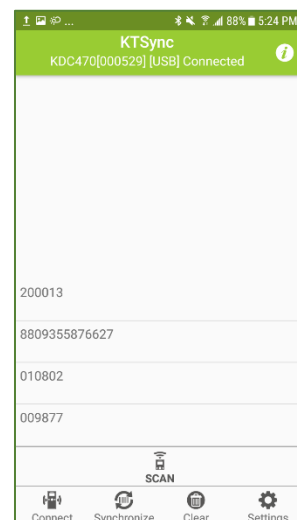 ... 88% 5:24 PM
KTSync
KDC470[000529] [USB] Connected
200013
8809355876627
010802
009877
SCAN
Connect Synchronize Clear Settings